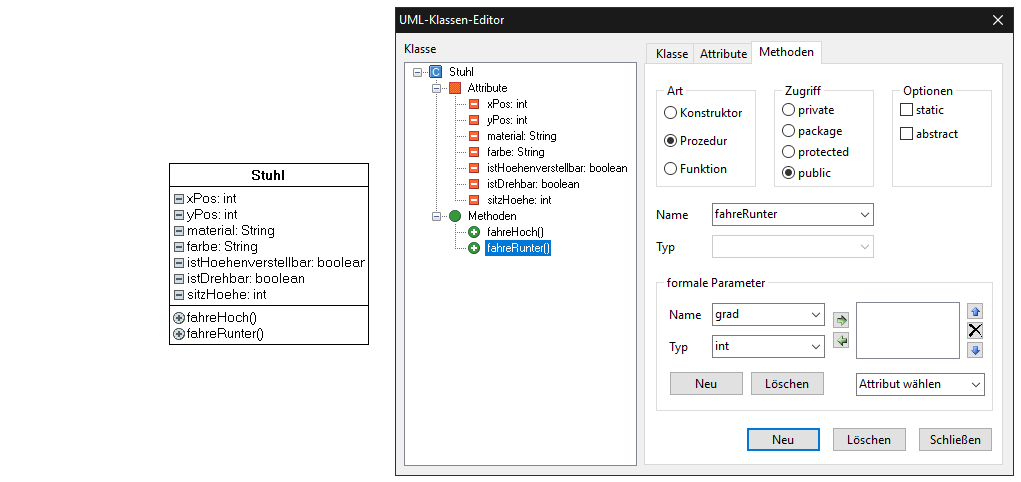 Stuhl
xPos: int
yPos: int
material: String
farbe: String
istHoehenverstellbar: boolear
istDrehbar: boolean
sitzHoehe: int
fahreHoch()
fahreRunter()
UML-Klassen-Editor
Klasse
Stuhl
Attribute
xPos: int
yPos: int
material: String
farbe: String
istHoehenverstellbar: boolean
istDrehbar: boolean
sitzHoehe: int
Methoden
fahreHoch()
fahreRunter()
Klasse Attribute Methoden
Art
Konstruktor
Prozedur
Funktion
Zugriff
private
package
protected
public
Optionen
static
abstract
Name fahreRunter
Typ
formale Parameter
Name grad
Typ int
Neu Löschen Attribut wählen
Neu Löschen Schließen